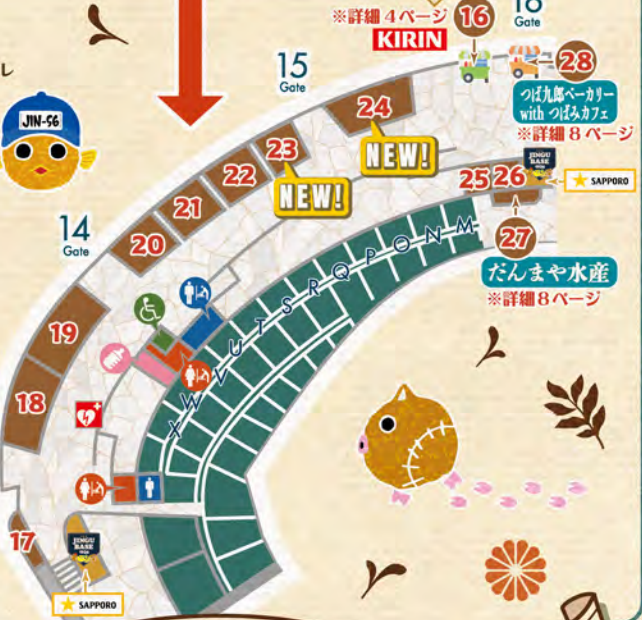 ※詳細4ページ
16
KIRIN
Gate
28
つば九郎ベーカリー
with つばみカフェ
※詳細8ページ
レ
JIN-56
15
Gate
24
NEW!
23
NEW!
22
21
20
14
Gate
19
18
17
25
26
JINGU
BASE
SAPPORO
27
だんまや水産
※詳細8ページ
M
N
O
P
Q
R
S
T
U
V
W
X
JINGU
BASE
SAPPORO